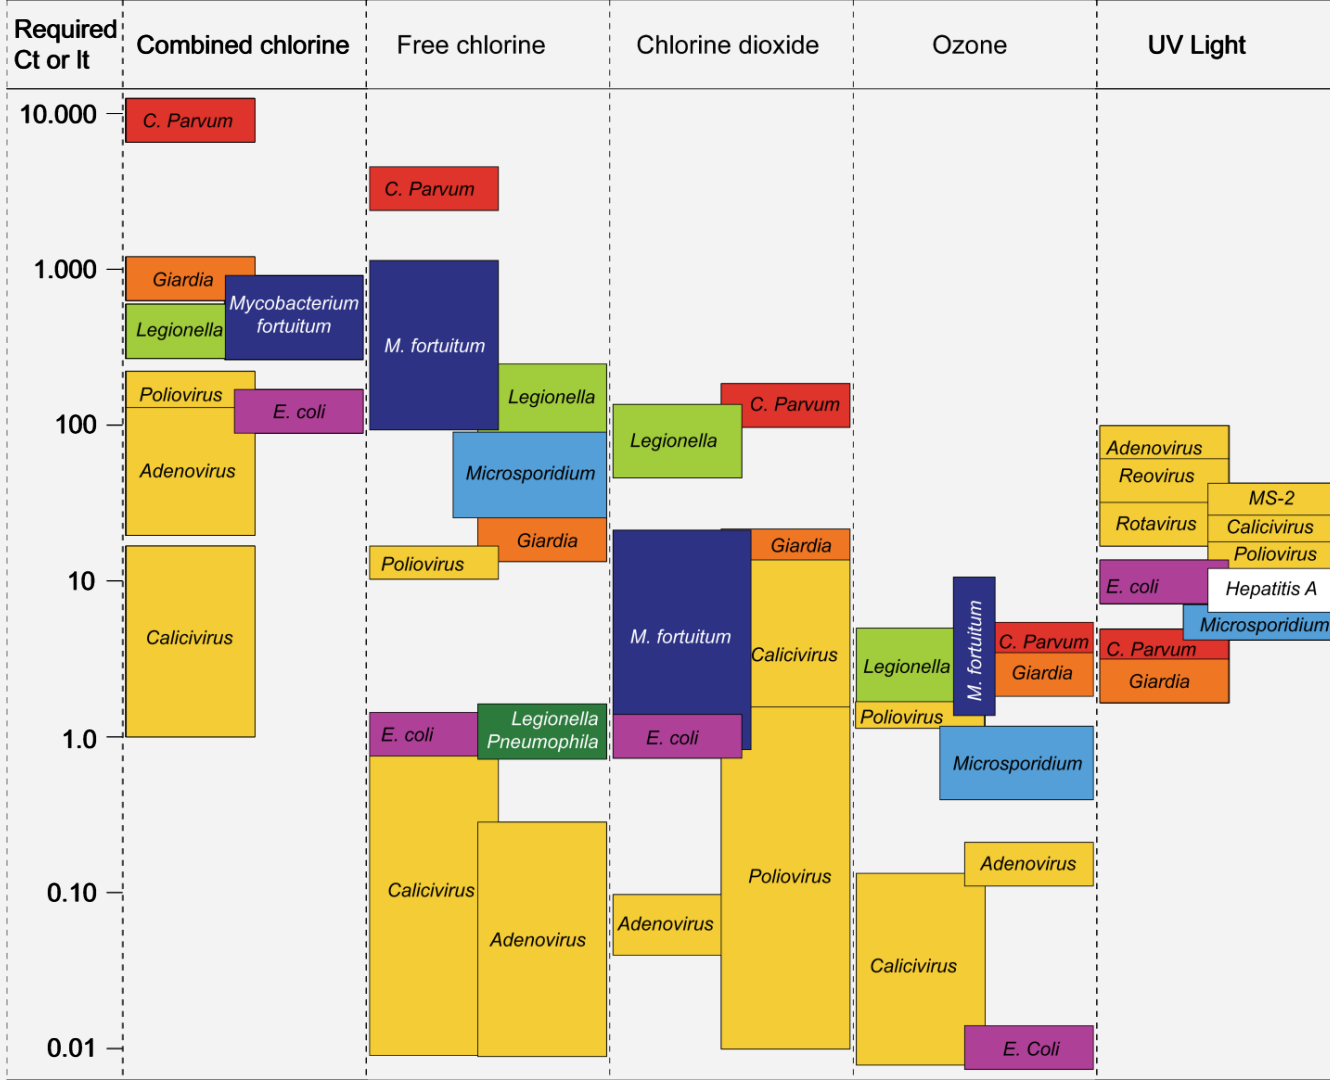 Required
Ct or It
Combined chlorine
Free chlorine
Chlorine dioxide
Ozone
UV Light
10.000
1.000
100
10
1.0
0.10
0.01
C. Parvum
Giardia
Mycobacterium
fortuitum
Legionella
Poliovirus
E. coli
Adenovirus
Calicivirus
C. Parvum
M. fortuitum
Legionella
Microsporidium
Giardia
Poliovirus
E. coli
Legionella
Pneumophila
Calicivirus
Adenovirus
C. Parvum
Legionella
Giardia
M. fortuitum
Calicivirus
E. coli
Poliovirus
Adenovirus
M. fortuitum
C. Parvum
Legionella
Giardia
Poliovirus
Microsporidium
Adenovirus
Calicivirus
E. Coli
Adenovirus
Reovirus
MS-2
Rotavirus
Calicivirus
Poliovirus
E. coli
Hepatitis A
Microsporidium
C. Parvum
Giardia